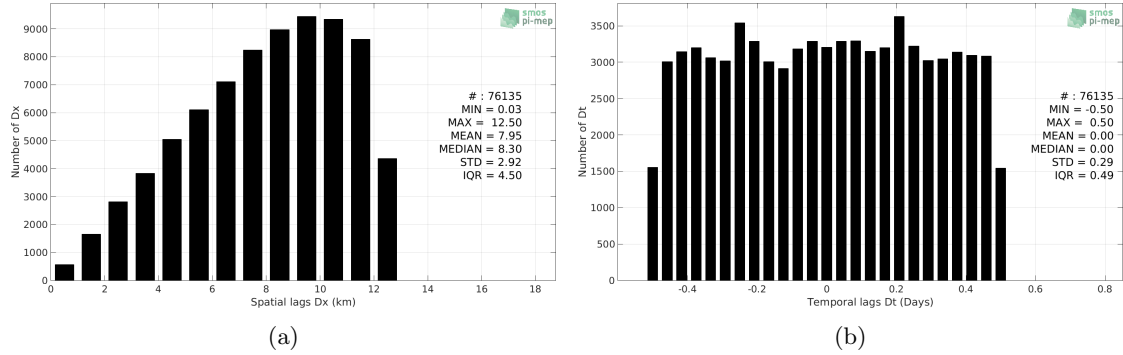 smos
pi-mep
9000
8000
7000
6000
5000
4000
3000
2000
1000
0
Number of Dx
# : 76135
MIN = 0.03
MAX = 12.50
MEAN = 7.95
MEDIAN = 8.30
STD = 2.92
IQR = 4.50
0 2 4 6 8 10 12 14 16 18
Spatial lags Dx (km)
(a)
smos
pi-mep
3500
3000
2500
2000
1500
1000
500
0
Number of Dt
# : 76135
MIN = -0.50
MAX = 0.50
MEAN = 0.00
MEDIAN = 0.00
STD = 0.29
IQR = 0.49
-0.4 -0.2 0 0.2 0.4 0.6 0.8
Temporal lags Dt (Days)
(b)